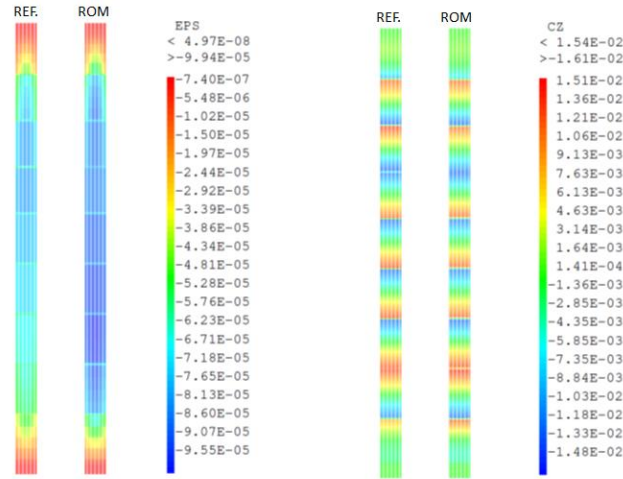 REF.
ROM
EPS
< 4.97E-08
>-9.94E-05
-7.40E-07
-5.48E-06
-1.02E-05
-1.50E-05
-1.97E-05
-2.44E-05
-2.92E-05
-3.39E-05
-3.86E-05
-4.34E-05
-4.81E-05
-5.28E-05
-5.76E-05
-6.23E-05
-6.71E-05
-7.18E-05
-7.65E-05
-8.13E-05
-8.60E-05
-9.07E-05
-9.55E-05
REF.
ROM
CZ
< 1.54E-02
>-1.61E-02
1.51E-02
1.36E-02
1.21E-02
1.06E-02
9.13E-03
7.63E-03
6.13E-03
4.63E-03
3.14E-03
1.64E-03
1.41E-04
-1.36E-03
-2.85E-03
-4.35E-03
-5.85E-03
-7.35E-03
-8.84E-03
-1.03E-02
-1.18E-02
-1.33E-02
-1.48E-02